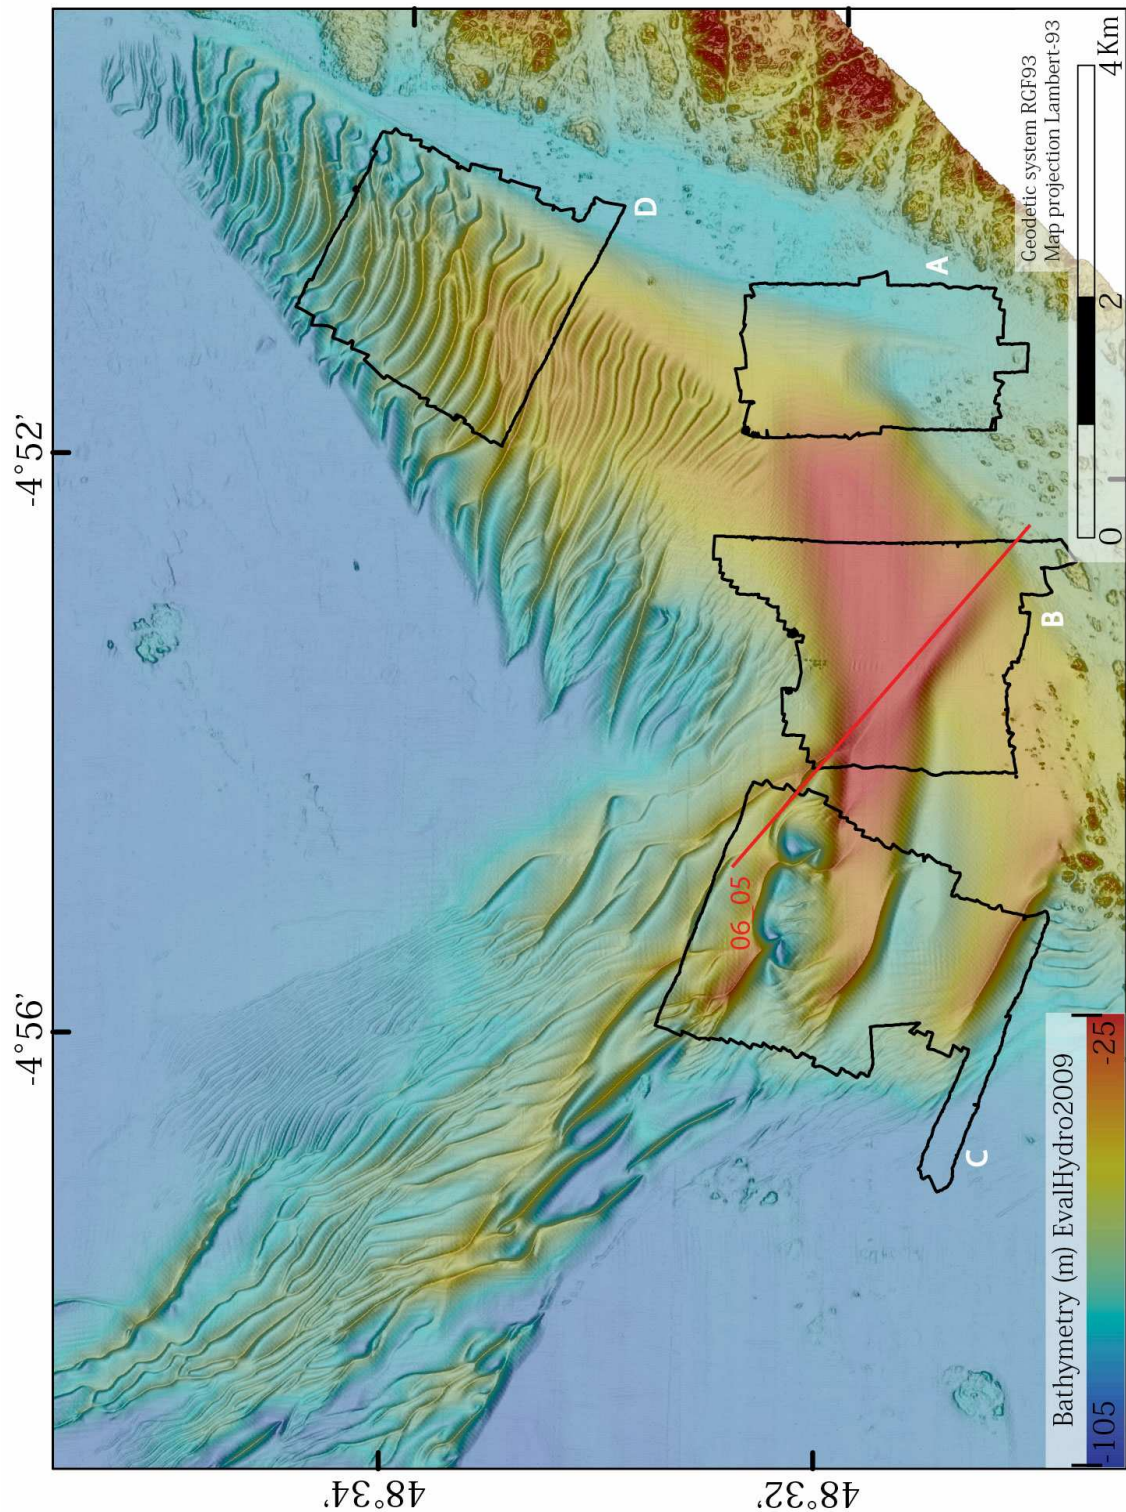 -4°56'
-4°52'
48°34'
48°32'
D
A
B
C
06_05
Bathymetry (m) EvalHydro2009
-105
-25
Geodetic system RGF93
Map projection Lambert-93
0
2
4 Km